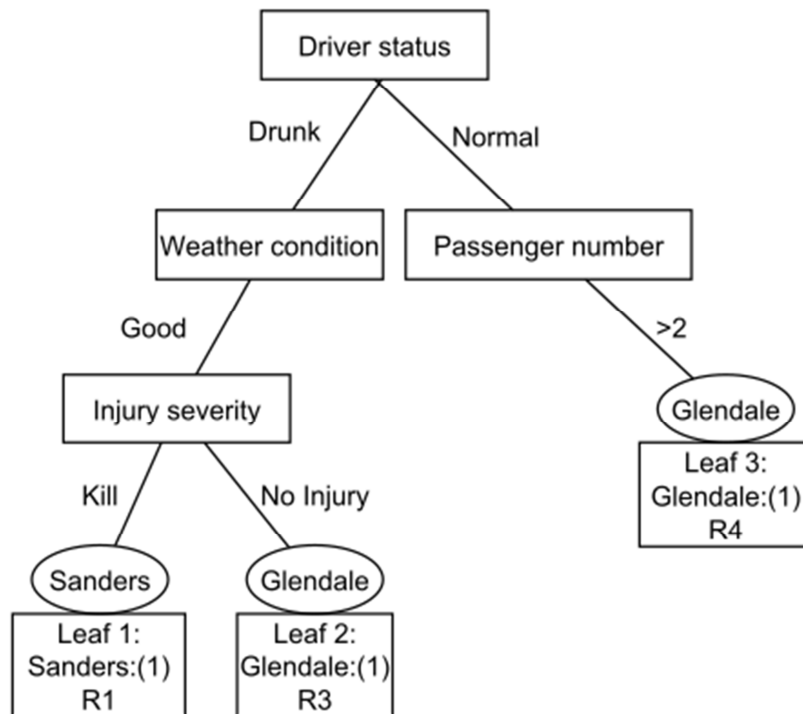 Driver status
Drunk
Normal
Weather condition
Passenger number
Good
>2
Injury severity
Glendale
Leaf 3:
Glendale:(1)
R4
Kill
No Injury
Sanders
Glendale
Leaf 1:
Sanders:(1)
R1
Leaf 2:
Glendale:(1)
R3